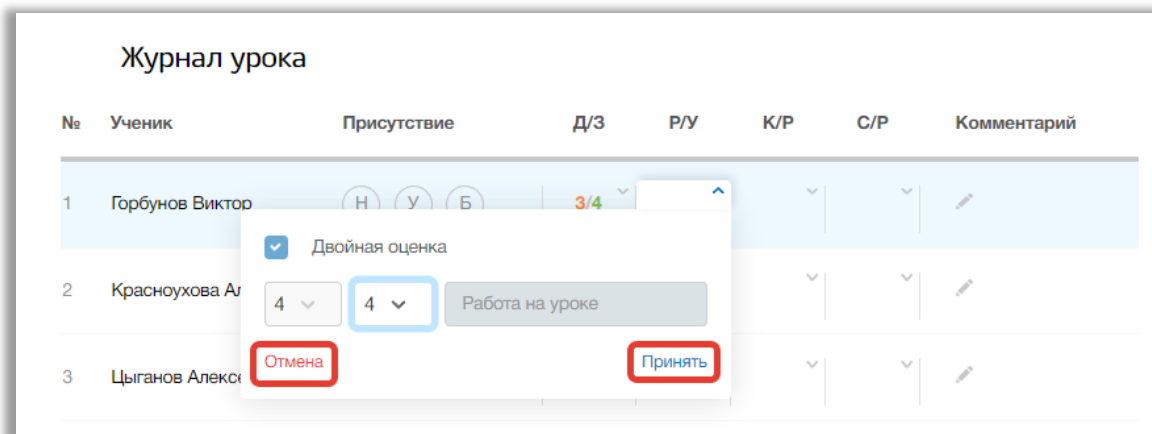 Журнал урока
№ Ученик Присутствие Д/З Р/У К/Р С/Р Комментарий
1 Горбунов Виктор Н У Б 3/4
Двойная оценка
2 Красноухова Ал 4 4 Работа на уроке
Отмена Принять
3 Цыганов Алексе